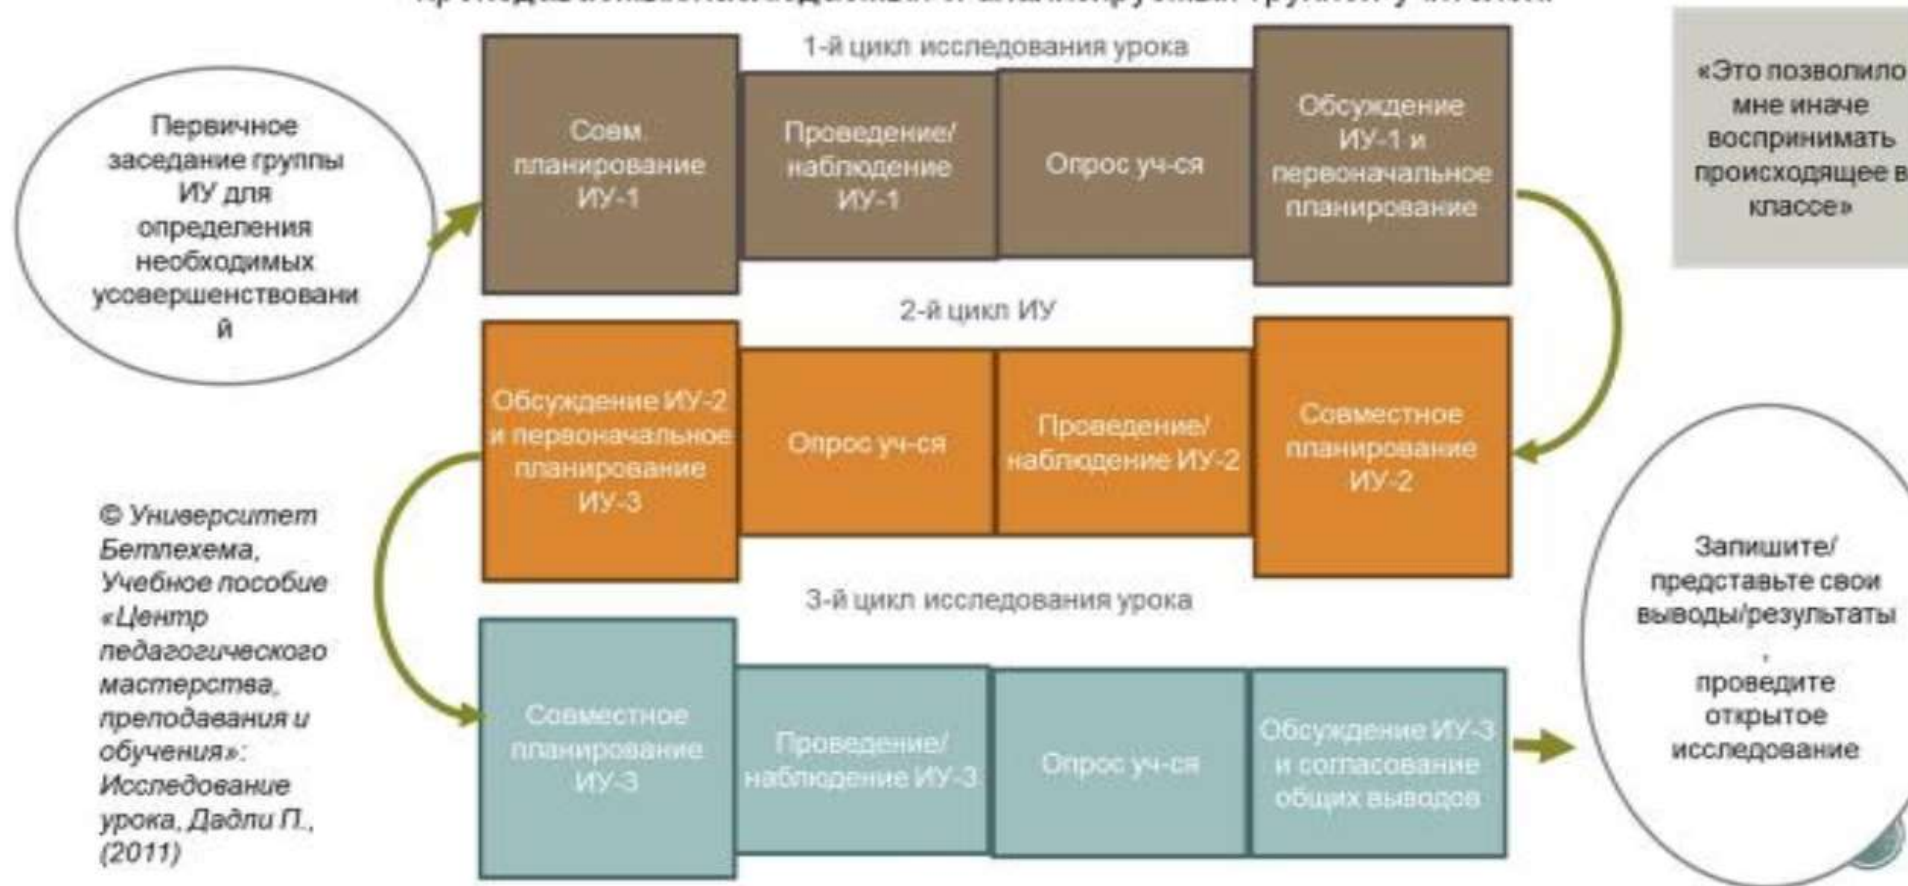 1-й цикл исследования урока
Первичное
заседание группы
ИУ для
определения
необходимых
усовершенствовани
й
Совм.
планирование
ИУ-1
Проведение/
наблюдение
ИУ-1
Опрос уч-ся
Обсуждение
ИУ-1 и
первоначальное
планирование
«Это позволило
мне иначе
воспринимать
происходящее в
классе»
2-й цикл ИУ
Обсуждение ИУ-2
и первоначальное
планирование
ИУ-3
Опрос уч-ся
Проведение/
наблюдение ИУ-2
Совместное
планирование
ИУ-2
© Университет
Бетлехема,
Учебное пособие
«Центр
педагогического
мастерства,
преподавания и
обучения»:
Исследование
урока, Дадли П.,
(2011)
3-й цикл исследования урока
Совместное
планирование
ИУ-3
Проведение/
наблюдение ИУ-3
Опрос уч-ся
Обсуждение ИУ-3
и согласование
общих выводов
Запишите/
представьте свои
выводы/результаты
,
проведите
открытое
исследование